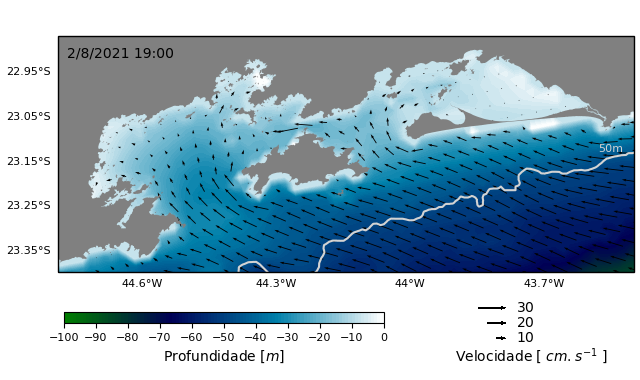 2/8/2021 19:00
22.95°S
23.05°S
23.15°S
23.25°S
23.35°S
50m
44.6°W 44.3°W 44°W 43.7°W
−100 −90 −80 −70 −60 −50 −40 −30 −20 −10 0
Profundidade [m]
30
20
10
Velocidade [ cm. s⁻¹ ]